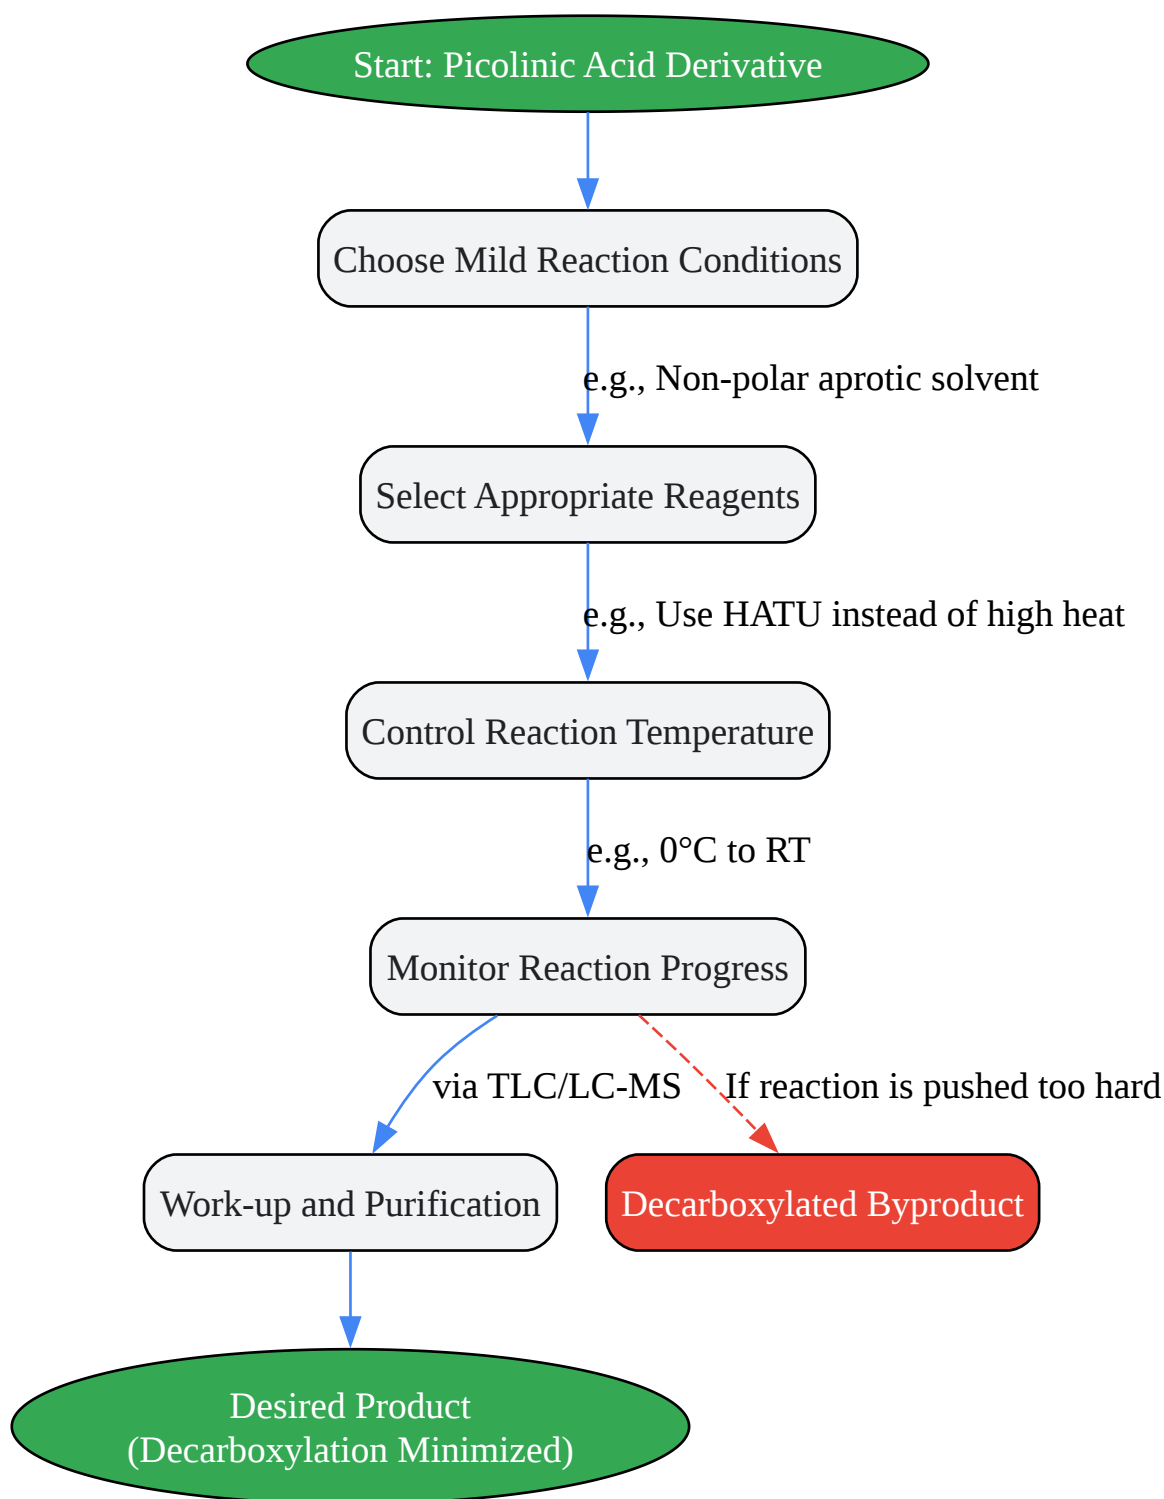 Start: Picolinic Acid Derivative
Choose Mild Reaction Conditions
e.g., Non-polar aprotic solvent
Select Appropriate Reagents
e.g., Use HATU instead of high heat
Control Reaction Temperature
e.g., 0°C to RT
Monitor Reaction Progress
via TLC/LC-MS
If reaction is pushed too hard
Work-up and Purification
Decarboxylated Byproduct
Desired Product
(Decarboxylation Minimized)